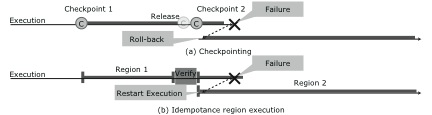 Checkpoint 1
Release
Checkpoint 2
Failure
Execution
C
C
C
Roll-back
(a) Checkpointing
Execution
Region 1
Verify
Failure
Restart Execution
Region 2
(b) Idempotance region execution